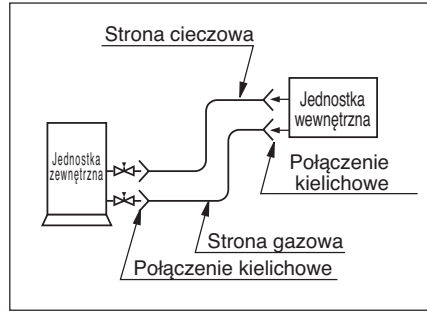 Strona cieczowa
Jednostka
wewnętrzna
Jednostka
zewnętrzna
Połączenie
kielichowe
Strona gazowa
Połączenie kielichowe